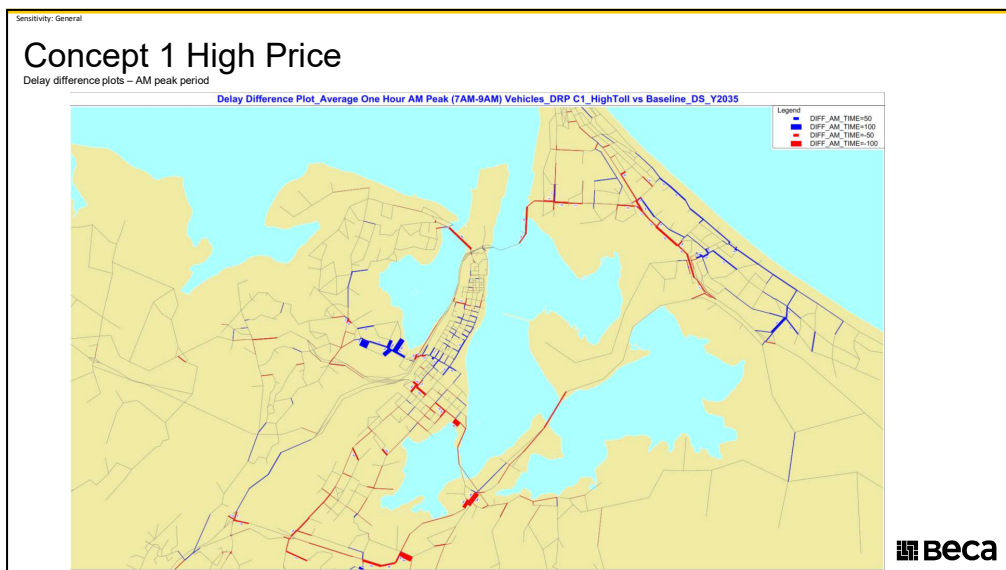 Sensitivity: General
Concept 1 High Price
Delay difference plots – AM peak period
Delay Difference Plot_Average One Hour AM Peak (7AM-9AM) Vehicles_DRP C1_HighToll vs Baseline_DS_Y2035
Legend
DIFF_AM_TIME=50
DIFF_AM_TIME=100
DIFF_AM_TIME=-50
DIFF_AM_TIME=-100
Beca